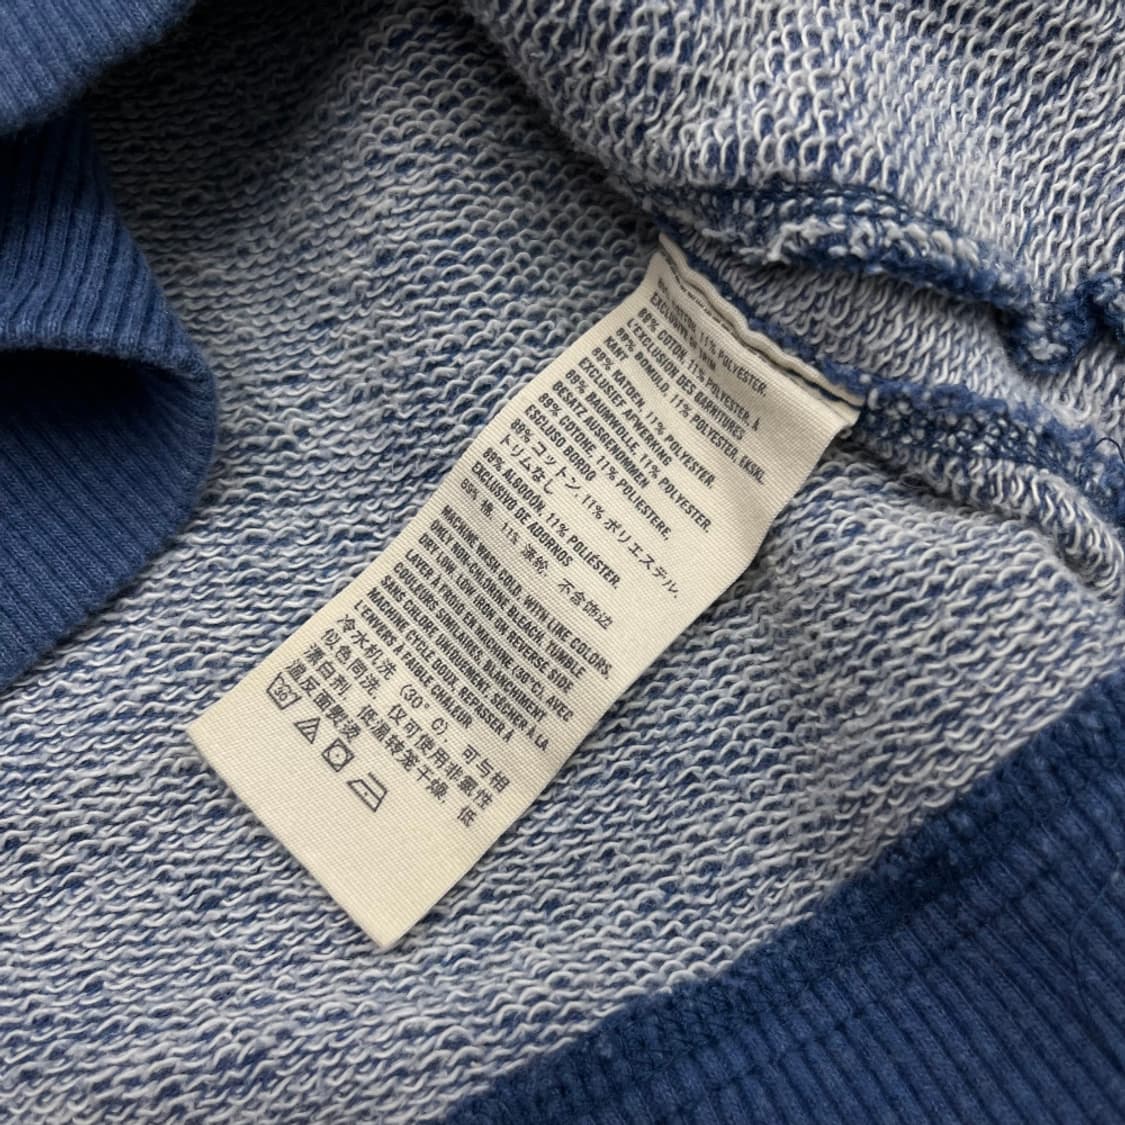 89% COTTON, 11% POLYESTER,
EXCLUSIVE OF TRIM
89% COTON, 11% POLYESTER, À
L'EXCLUSION DES GARNITURES
89% BOMULD, 11% POLYESTER, EKSKL.
KANT
89% KATOEN, 11% POLYESTER
EXCLUSIEF AFWERKING
89% BAUMWOLLE, 11% POLYESTER,
BESATZ AUSGENOMMEN
89% COTONE, 11% POLIESTERE,
ESCLUSO BORDO
89% コットン, 11% ポリエステル,
トリムなし
89% ALGODÓN, 11% POLIÉSTER
EXCLUSIVO DE ADORNOS
89% 棉, 11% 涤纶, 不含饰边
MACHINE WASH COLD, WITH LIKE COLORS,
ONLY NON-CHLORINE BLEACH, TUMBLE
DRY LOW, LOW IRON ON REVERSE SIDE
LAVER À FROID EN MACHINE (30°C), AVEC
COULEURS SIMILAIRES, BLANCHIMENT
SANS CHLORE UNIQUEMENT, SÉCHER À LA
MACHINE CYCLE DOUX, REPASSER À
L'ENVERS À FAIBLE CHALEUR
冷水机洗 (30°C), 可与相
似色同洗, 仅可使用非氯性
漂白剂, 低温转笼干燥, 低
温反面熨烫
30